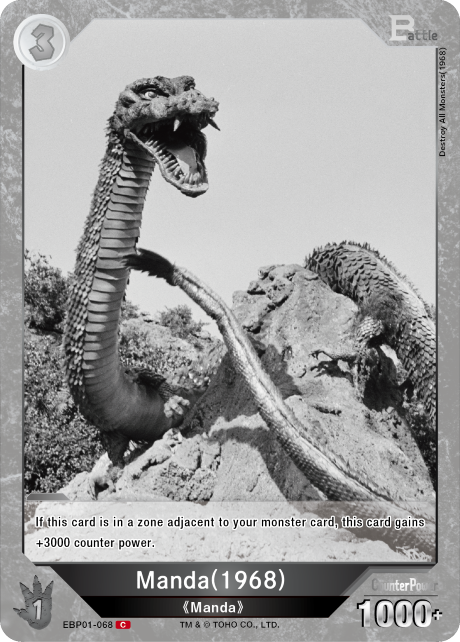 3
Battle
Destroy All Monsters(1968)
If this card is in a zone adjacent to your monster card, this card gains
+3000 counter power.
Manda(1968)
《Manda》
CounterPower
1000+
1
EBP01-068 C
TM & © TOHO CO., LTD.